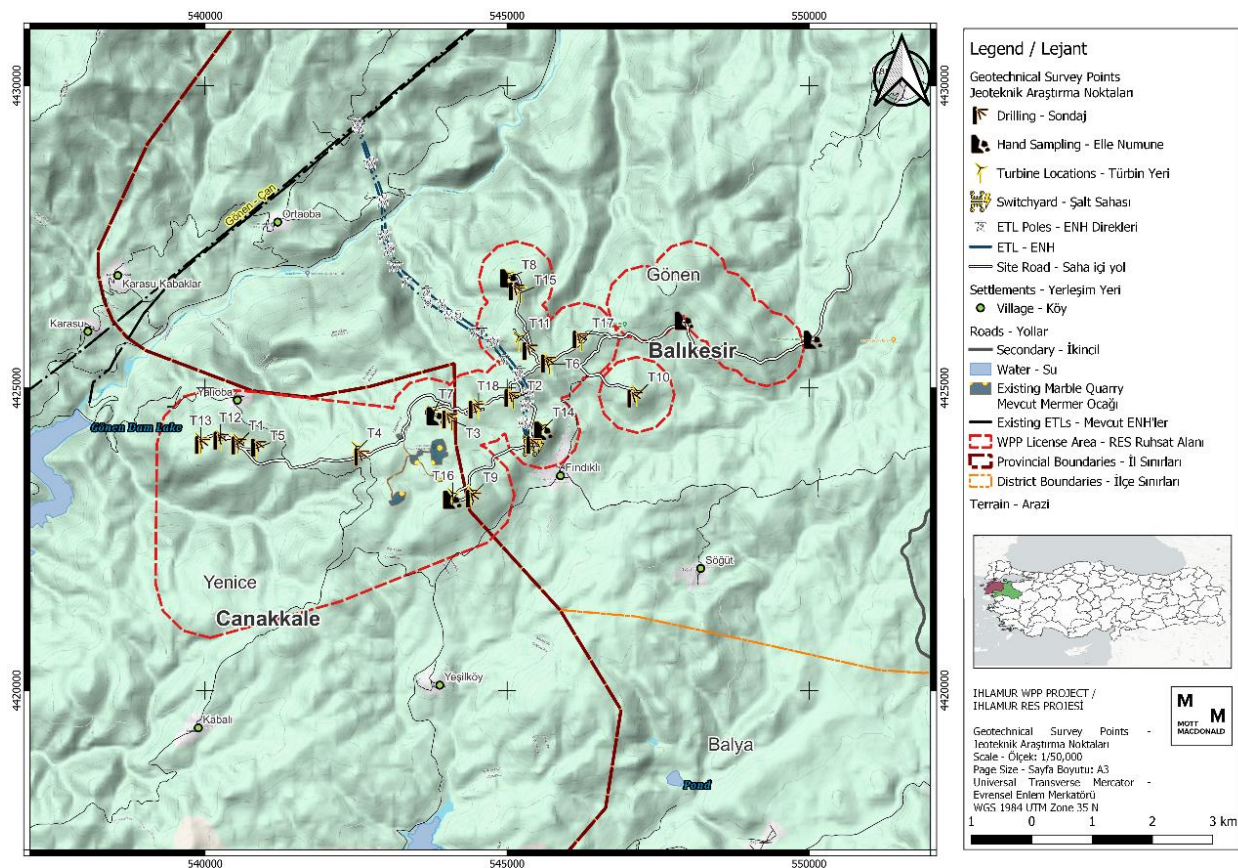 540000
545000
550000
4430000
4430000
Gönen - Çan
Ortaoba
Karasu Kabaklar
Karasu
Gönen
T8
T15
T11
T17
Balıkesir
T6
T10
4425000
4425000
Yalıoba
T18
T2
T7
T14
Gönen Dam Lake
T13
T12
T1
T5
T4
T3
Fındıklı
T16
T9
Söğüt
Yenice
Çanakkale
Yeşilköy
4420000
4420000
Kabalı
Balya
Pond
540000
545000
550000
Legend / Lejant
Geotechnical Survey Points
Jeoteknik Araştırma Noktaları
Drilling - Sondaj
Hand Sampling - Elle Numune
Turbine Locations - Türbin Yeri
Switchyard - Şalt Sahası
ETL Poles - ENH Direkleri
ETL - ENH
Site Road - Saha içi yol
Settlements - Yerleşim Yeri
Village - Köy
Roads - Yollar
Secondary - İkincil
Water - Su
Existing Marble Quarry
Mevcut Mermer Ocağı
Existing ETLs - Mevcut ENH'ler
WPP License Area - RES Ruhsat Alanı
Provincial Boundaries - İl Sınırları
District Boundaries - İlçe Sınırları
Terrain - Arazi
IHLAMUR WPP PROJECT /
IHLAMUR RES PROJESİ
M
M
MOTT
MACDONALD
Geotechnical Survey Points -
Jeoteknik Araştırma Noktaları
Scale - Ölçek: 1/50,000
Page Size - Sayfa Boyutu: A3
Universal Transverse Mercator -
Evrensel Enlem Merkatörü
WGS 1984 UTM Zone 35 N
1 0 1 2 3 km